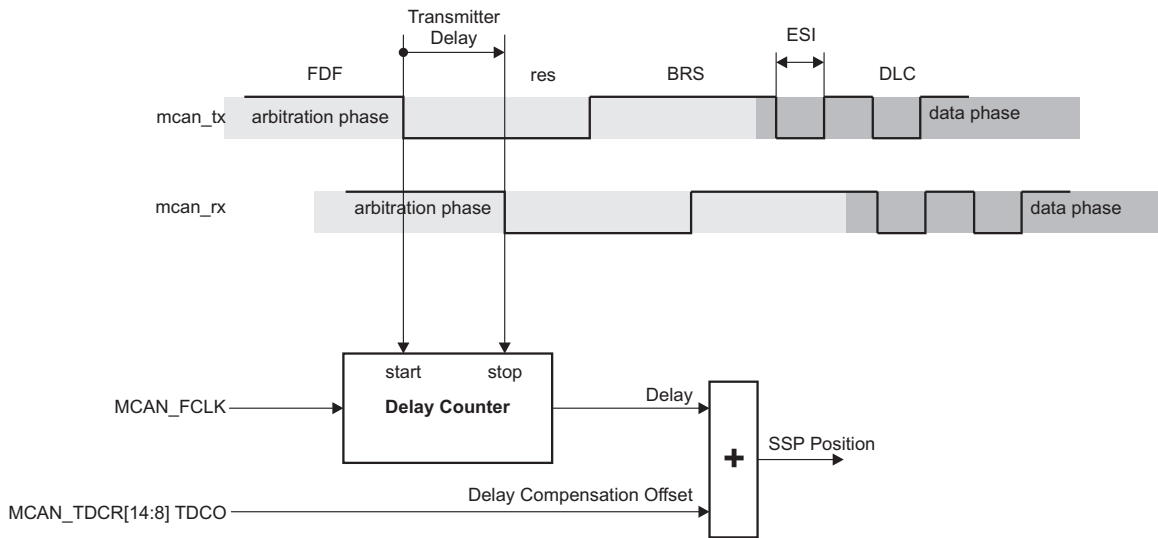 Transmitter
Delay
ESI
FDF
res
BRS
DLC
mcan_tx
arbitration phase
data phase
mcan_rx
arbitration phase
data phase
start
stop
MCAN_FCLK
Delay Counter
Delay
+
SSP Position
Delay Compensation Offset
MCAN_TDCR[14:8] TDCO